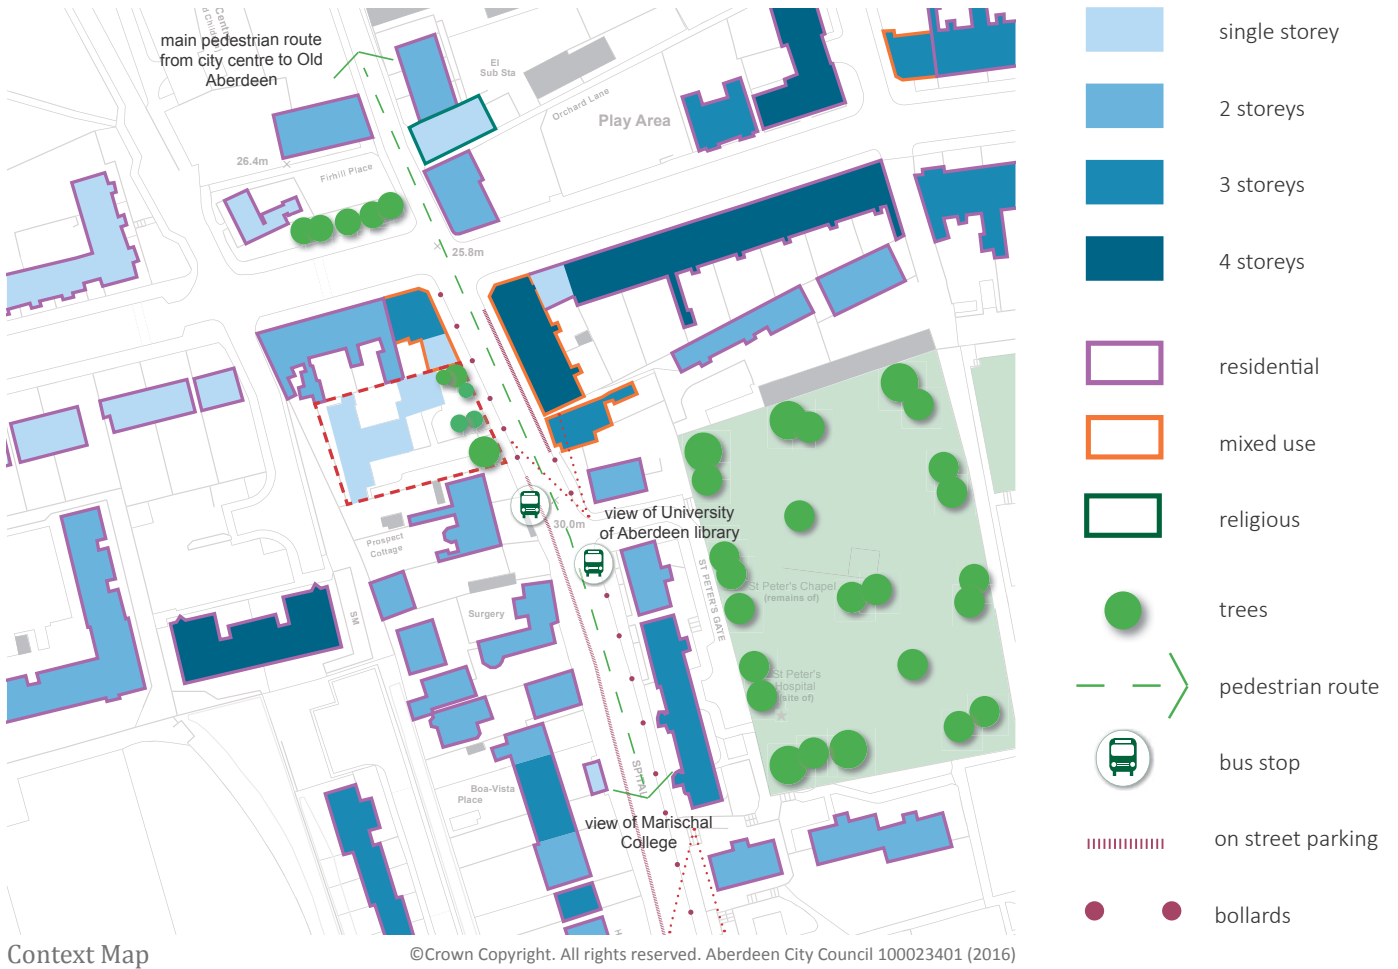 main pedestrian route
from city centre to Old
Aberdeen
El
Sub Sta
Orchard Lane
Play Area
26.4m
Firhill Place
25.8m
30.0m
view of University
of Aberdeen library
Prospect
Cottage
Surgery
SM
ST PETER'S GATE
St Peter's Chapel
(remains of)
St Peter's
Hospital
(site of)
SPITAL
Boa-Vista
Place
view of Marischal
College
single storey
2 storeys
3 storeys
4 storeys
residential
mixed use
religious
trees
pedestrian route
bus stop
on street parking
bollards
Context Map
©Crown Copyright. All rights reserved. Aberdeen City Council 100023401 (2016)